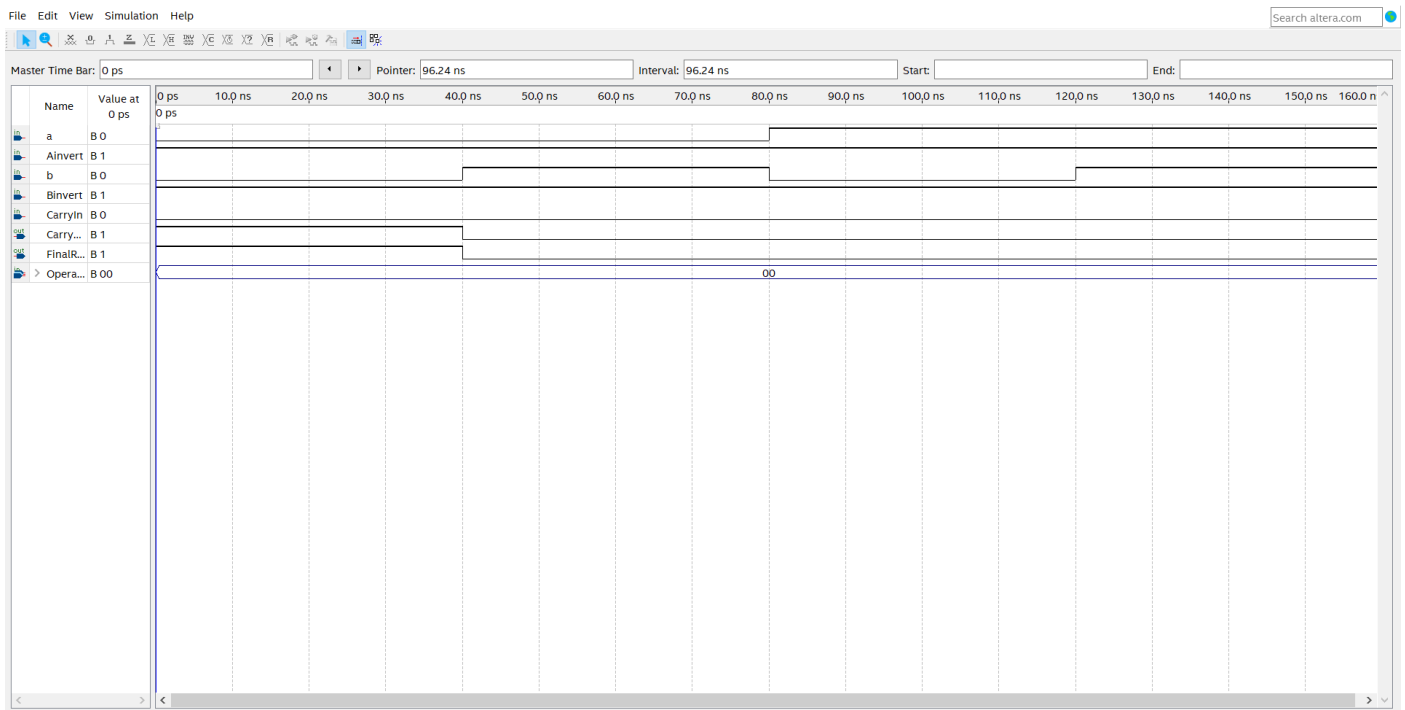 File Edit View Simulation Help
Search altera.com
Master Time Bar: 0 ps Pointer: 96.24 ns Interval: 96.24 ns Start: End:
Name Value at 0 ps
0 ps 10.0 ns 20.0 ns 30.0 ns 40.0 ns 50.0 ns 60.0 ns 70.0 ns 80.0 ns 90.0 ns 100.0 ns 110.0 ns 120.0 ns 130.0 ns 140.0 ns 150.0 ns 160.0 n
0 ps
in a B 0
in Ainvert B 1
in b B 0
in Binvert B 1
in CarryIn B 0
out Carry... B 1
out FinalR... B 1
in Opera... B 00 00